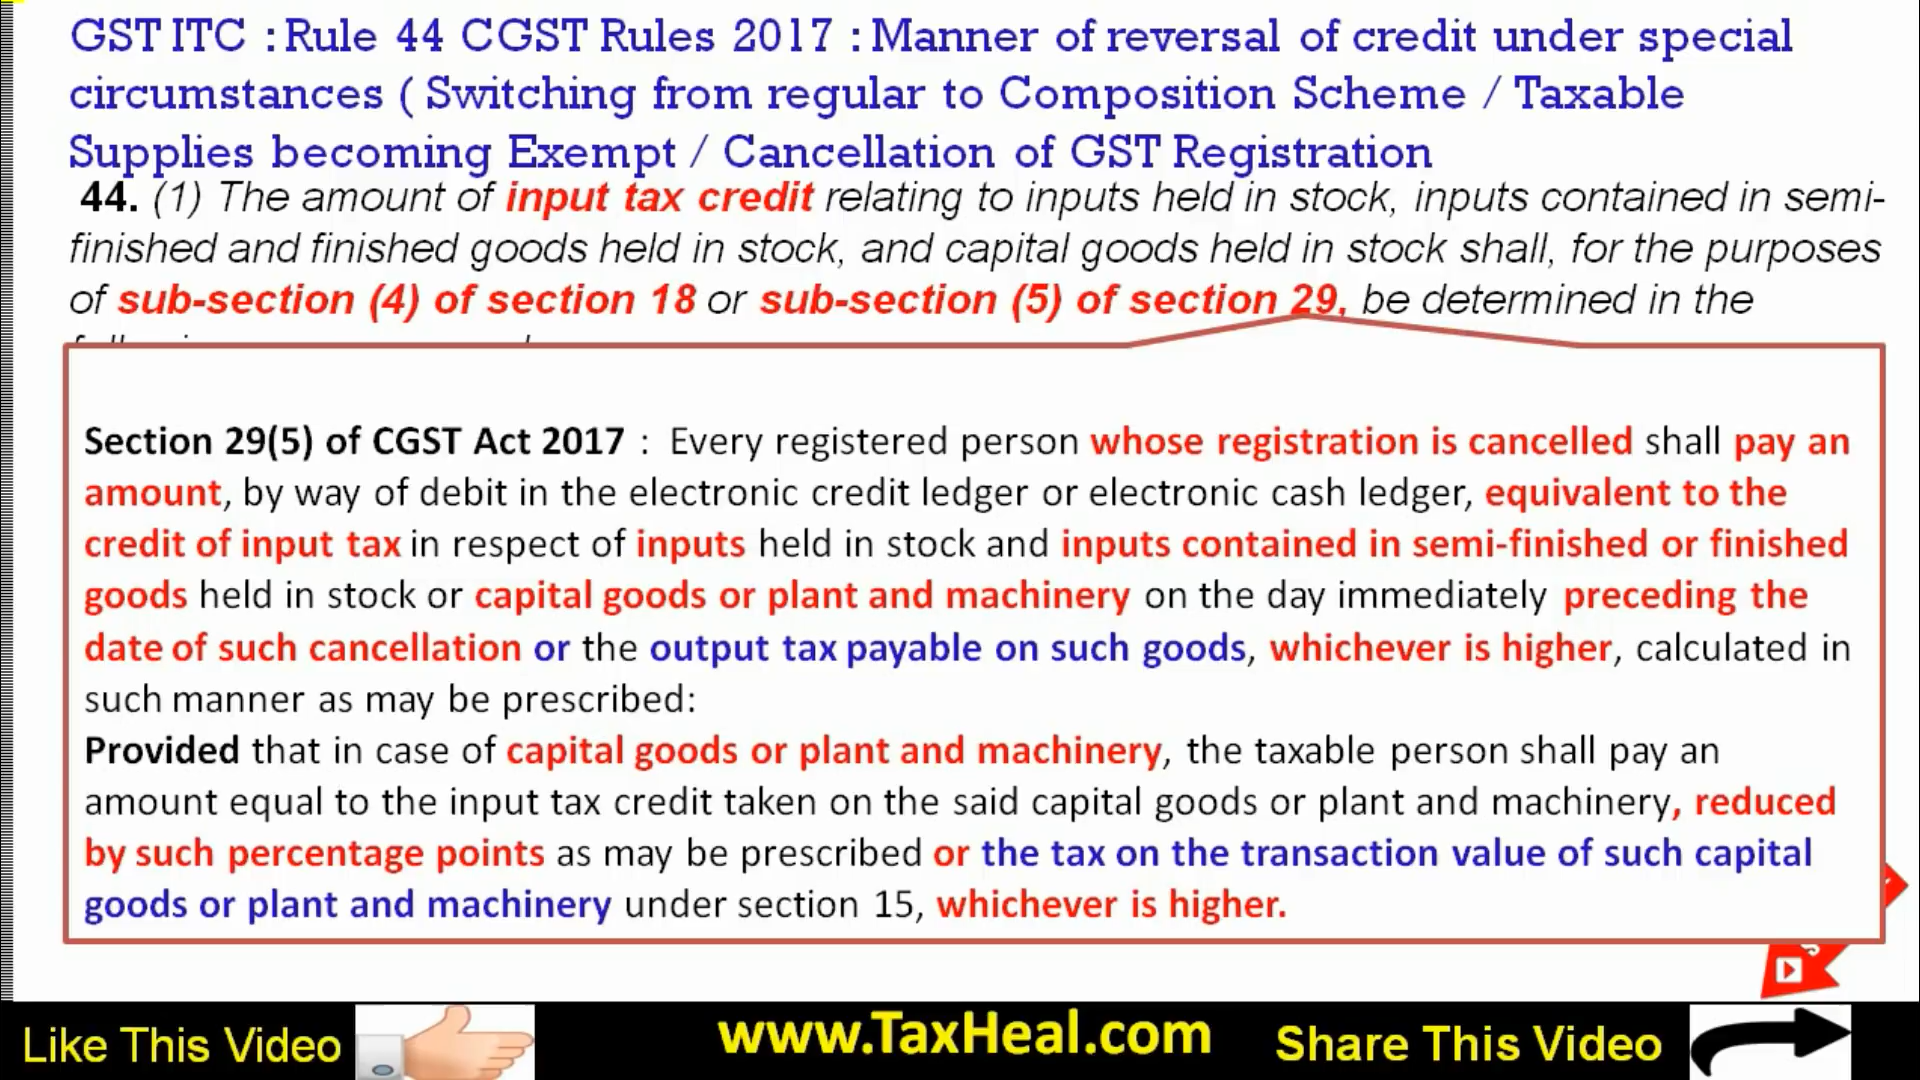 GST ITC : Rule 44 CGST Rules 2017 : Manner of reversal of credit under special
circumstances ( Switching from regular to Composition Scheme / Taxable
Supplies becoming Exempt / Cancellation of GST Registration
44. (1) The amount of input tax credit relating to inputs held in stock, inputs contained in semi-
finished and finished goods held in stock, and capital goods held in stock shall, for the purposes
of sub-section (4) of section 18 or sub-section (5) of section 29, be determined in the
Section 29(5) of CGST Act 2017 : Every registered person whose registration is cancelled shall pay an
amount, by way of debit in the electronic credit ledger or electronic cash ledger, equivalent to the
credit of input tax in respect of inputs held in stock and inputs contained in semi-finished or finished
goods held in stock or capital goods or plant and machinery on the day immediately preceding the
date of such cancellation or the output tax payable on such goods, whichever is higher, calculated in
such manner as may be prescribed:
Provided that in case of capital goods or plant and machinery, the taxable person shall pay an
amount equal to the input tax credit taken on the said capital goods or plant and machinery, reduced
by such percentage points as may be prescribed or the tax on the transaction value of such capital
goods or plant and machinery under section 15, whichever is higher.
Like This Video
www.TaxHeal.com
Share This Video